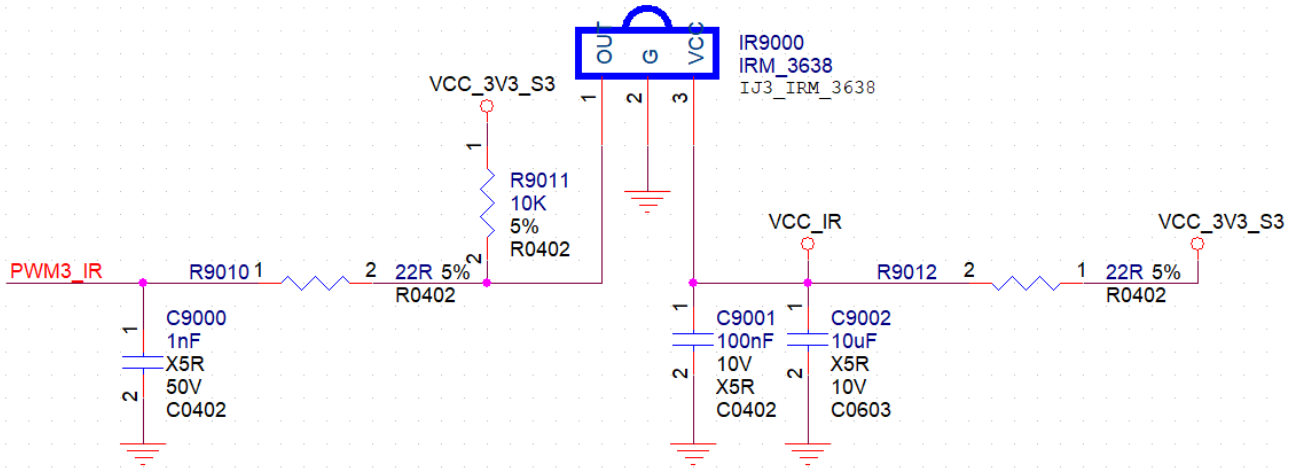 OUT
G
VCC
IR9000
IRM_3638
IJ3_IRM_3638
1
2
3
VCC_3V3_S3
1
R9011
10K
5%
R0402
2
VCC_IR
VCC_3V3_S3
PWM3_IR
R9010 1
2 22R 5%
R0402
R9012 2
1 22R 5%
R0402
1
C9000
1nF
X5R
50V
C0402
2
1
C9001
100nF
10V
X5R
C0402
2
1
C9002
10uF
X5R
10V
C0603
2